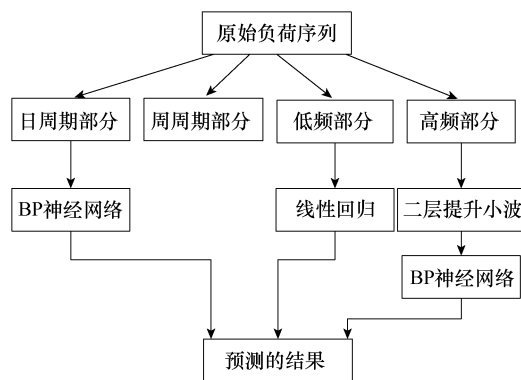 原始负荷序列
日周期部分
周周期部分
低频部分
高频部分
BP神经网络
线性回归
二层提升小波
BP神经网络
预测的结果